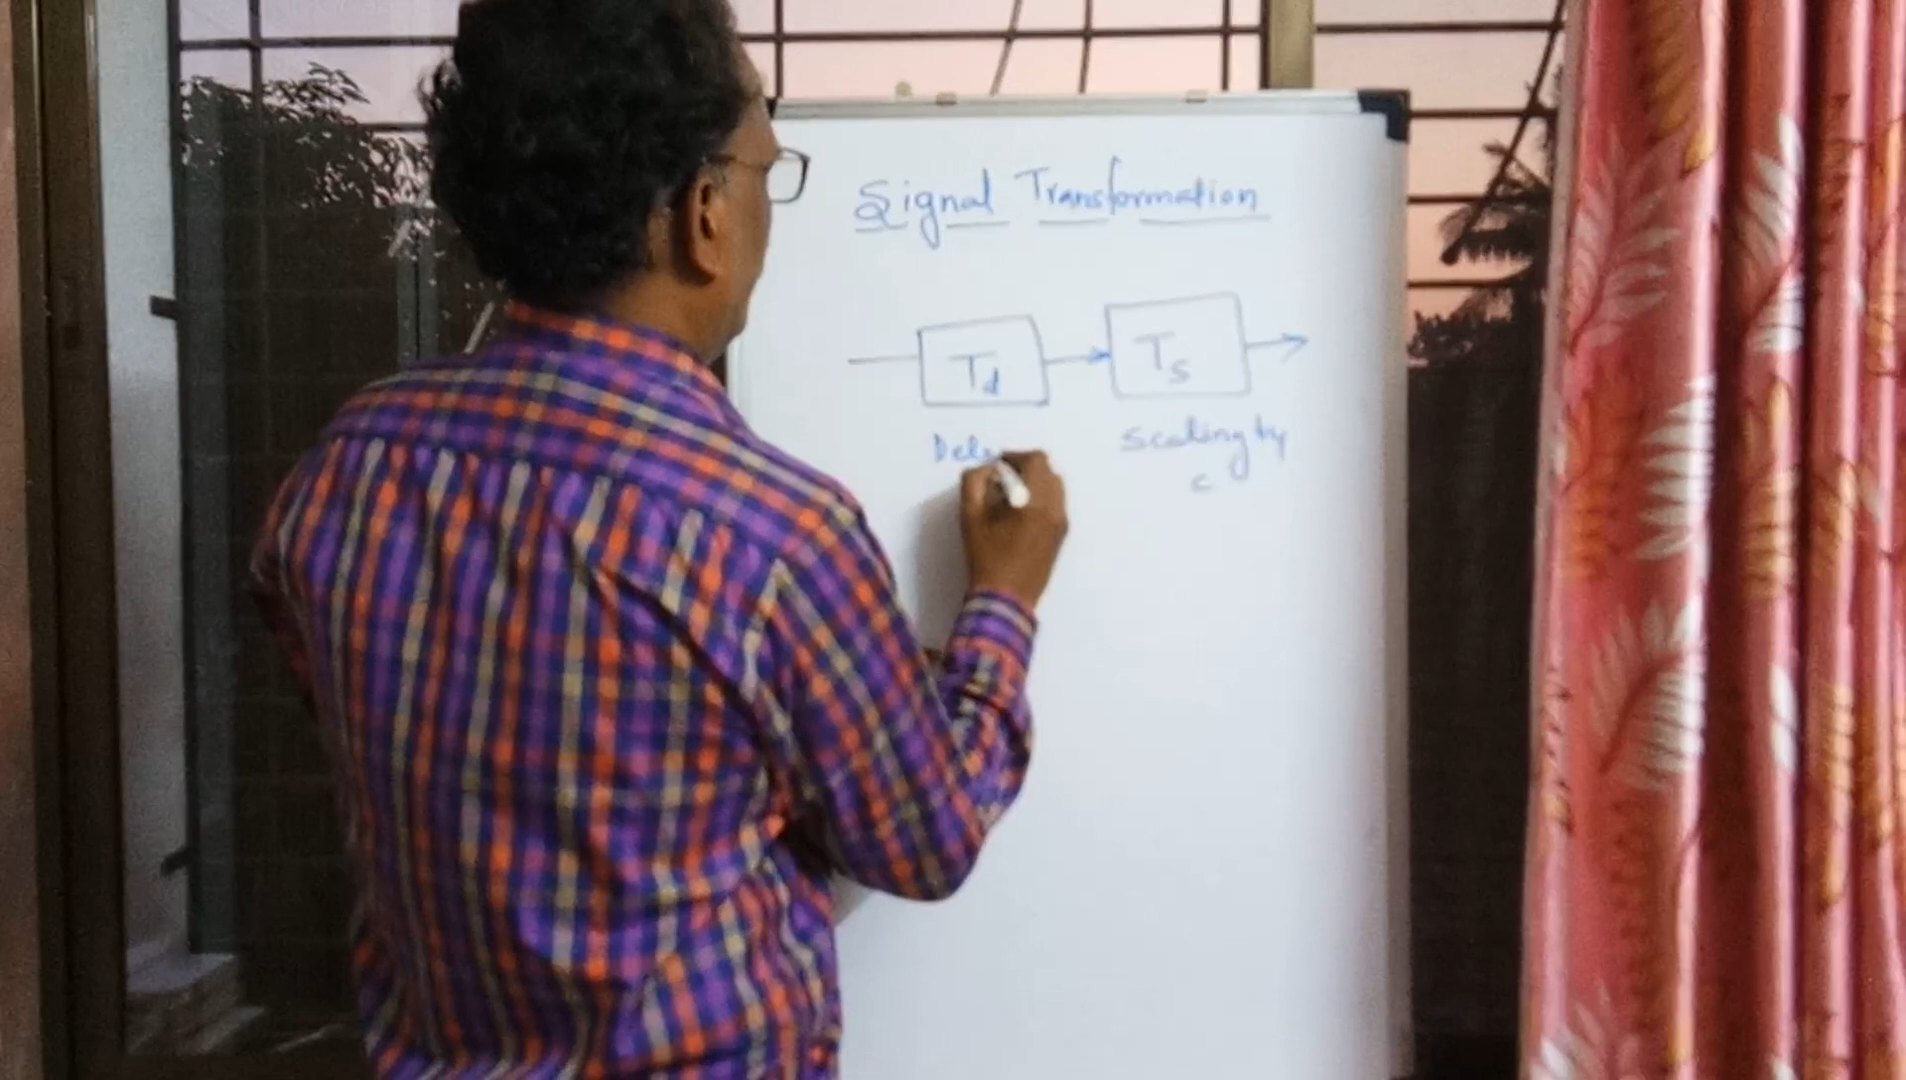 Signal Transformation
Td Ts
Scaling by
c